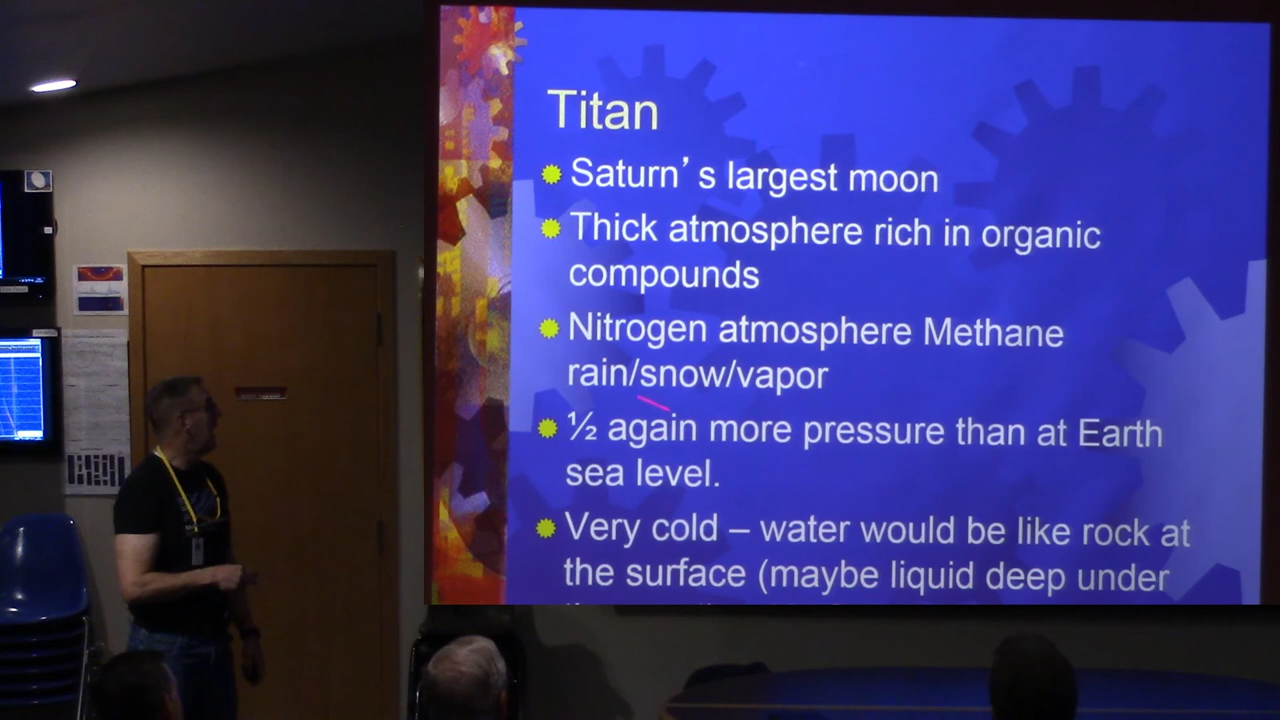 Titan
Saturn’s largest moon
Thick atmosphere rich in organic
compounds
Nitrogen atmosphere Methane
rain/snow/vapor
½ again more pressure than at Earth
sea level.
Very cold – water would be like rock at
the surface (maybe liquid deep under